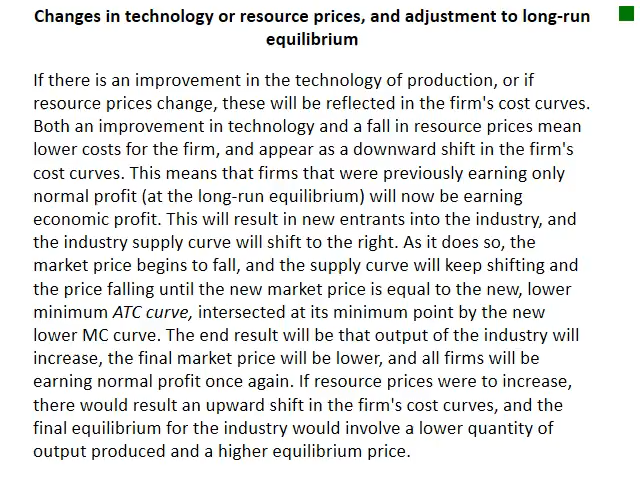 Changes in technology or resource prices, and adjustment to long-run
equilibrium
If there is an improvement in the technology of production, or if
resource prices change, these will be reflected in the firm's cost curves.
Both an improvement in technology and a fall in resource prices mean
lower costs for the firm, and appear as a downward shift in the firm's
cost curves. This means that firms that were previously earning only
normal profit (at the long-run equilibrium) will now be earning
economic profit. This will result in new entrants into the industry, and
the industry supply curve will shift to the right. As it does so, the
market price begins to fall, and the supply curve will keep shifting and
the price falling until the new market price is equal to the new, lower
minimum ATC curve, intersected at its minimum point by the new
lower MC curve. The end result will be that output of the industry will
increase, the final market price will be lower, and all firms will be
earning normal profit once again. If resource prices were to increase,
there would result an upward shift in the firm's cost curves, and the
final equilibrium for the industry would involve a lower quantity of
output produced and a higher equilibrium price.